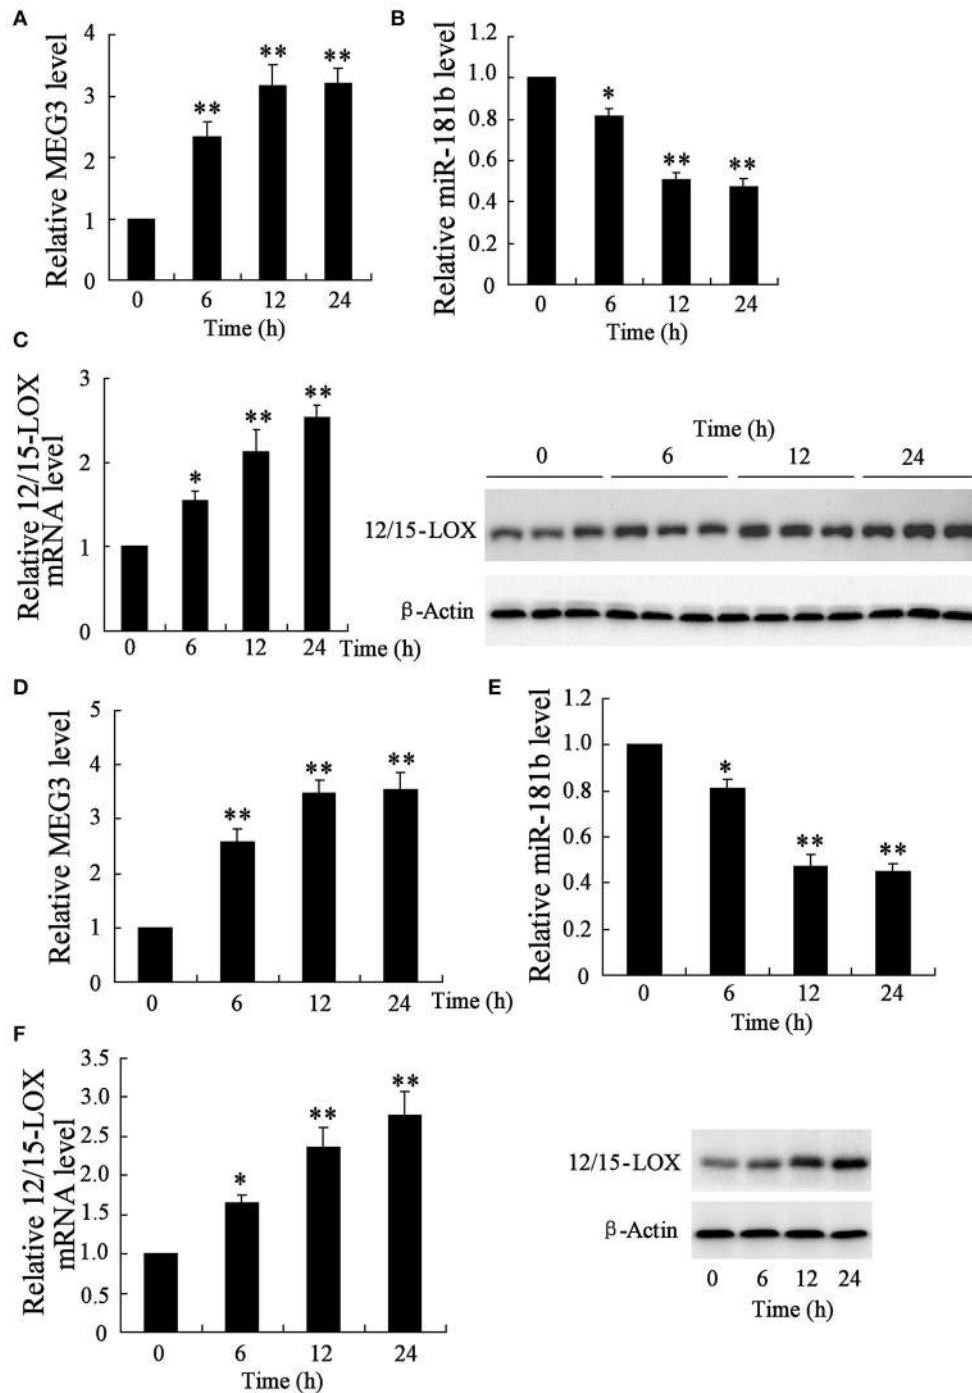 A
Relative MEG3 level
4
3
2
1
0
** ** **
0 6 12 24
Time (h)
B
Relative miR-181b level
1.2
1.0
0.8
0.6
0.4
0.2
0
* ** **
0 6 12 24
Time (h)
C
Relative 12/15-LOX
mRNA level
3
2
1
0
* ** **
0 6 12 24 Time (h)
Time (h)
0 6 12 24
12/15-LOX
β-Actin
D
Relative MEG3 level
5
4
3
2
1
0
** ** **
0 6 12 24 Time (h)
E
Relative miR-181b level
1.2
1.0
0.8
0.6
0.4
0.2
0
* ** **
0 6 12 24
Time (h)
F
Relative 12/15-LOX
mRNA level
3.5
3.0
2.5
2.0
1.5
1.0
0.5
0
* ** **
0 6 12 24
Time (h)
12/15-LOX
β-Actin
0 6 12 24
Time (h)